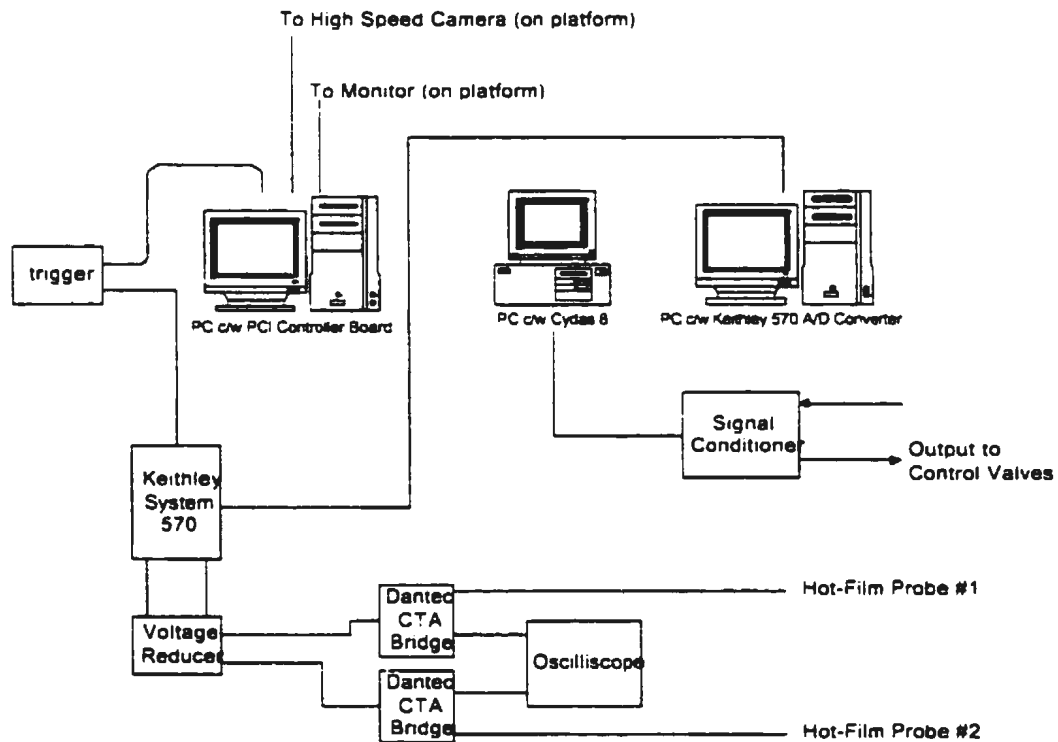 To High Speed Camera (on platform)
To Monitor (on platform)
trigger
PC c/w PCI Controller Board
PC c/w Cydas 8
PC c/w Keithley 570 A/D Converter
Signal
Conditioner
Output to
Control Valves
Keithley
System
570
Voltage
Reducer
Dantec
CTA
Bridge
Hot-Film Probe #1
Oscilliscope
Dantec
CTA
Bridge
Hot-Film Probe #2